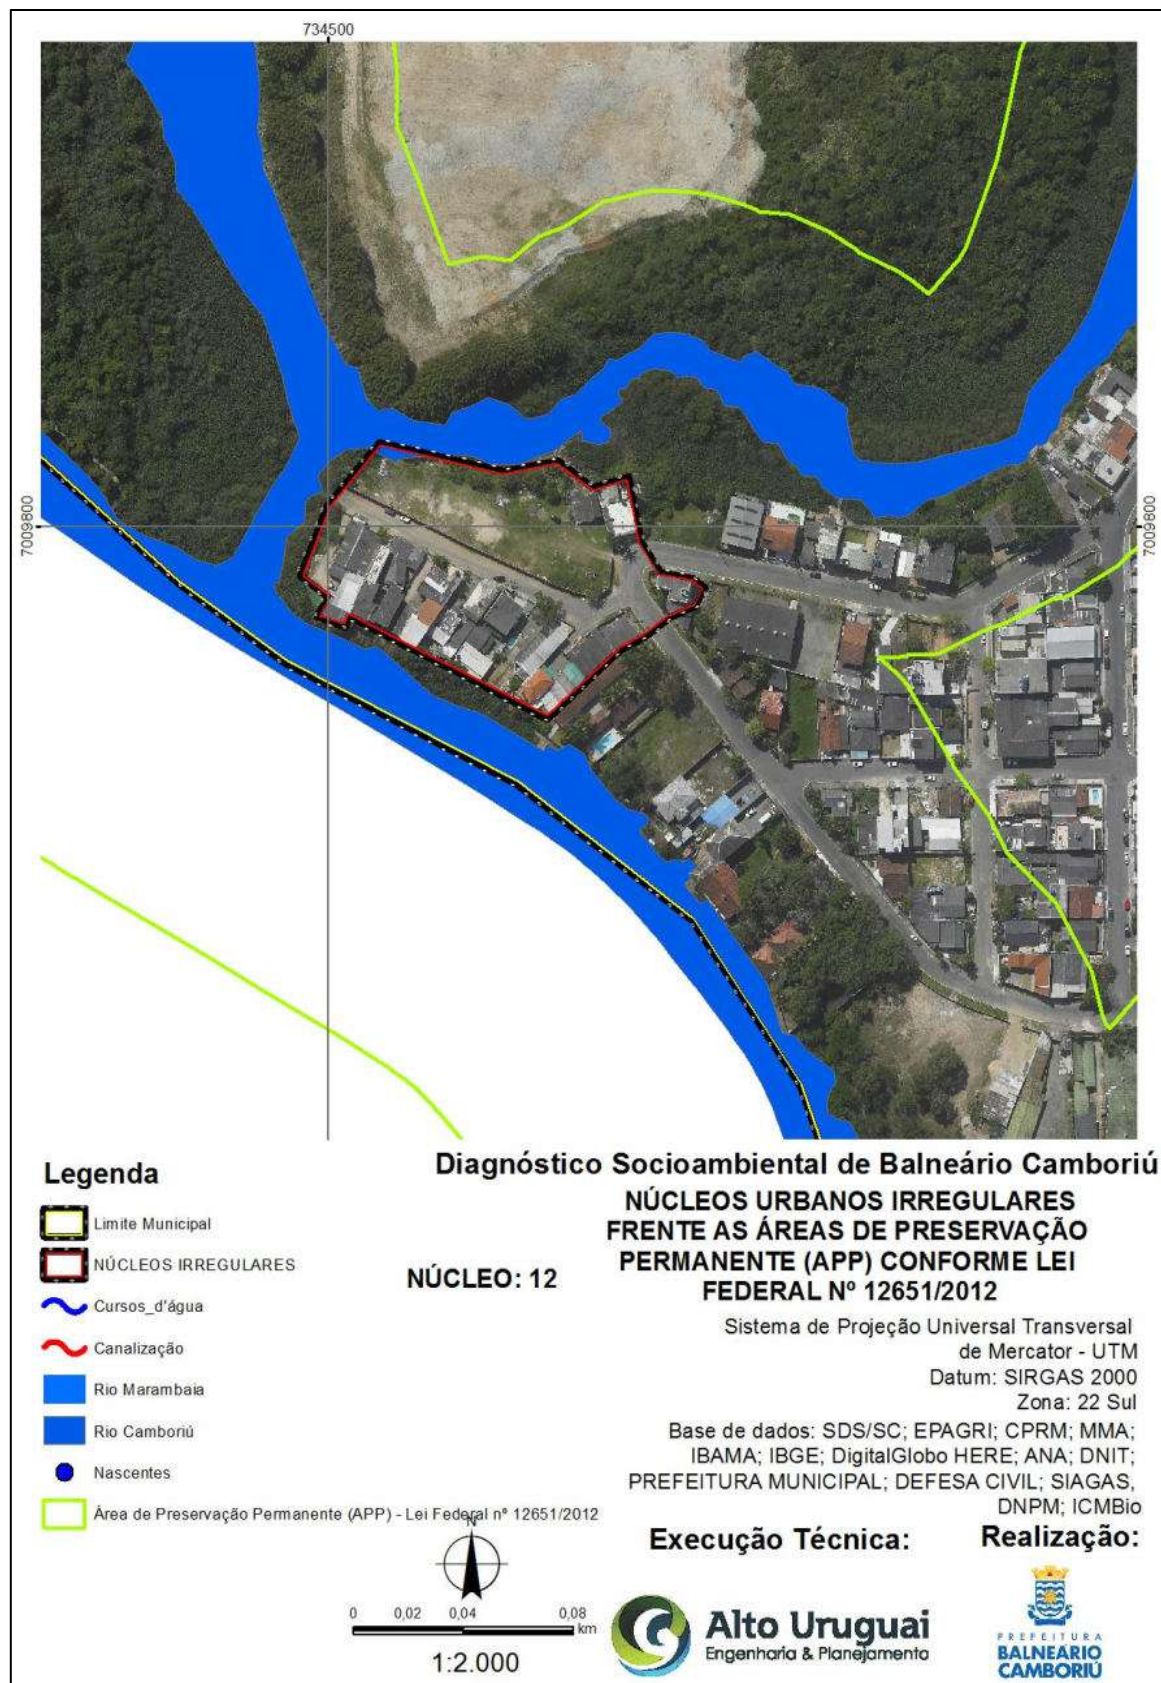 734500
7009800
7009800
Legenda
Limite Municipal
NÚCLEOS IRREGULARES
Cursos_d'água
Canalização
Rio Marambaia
Rio Camboriú
Nascentes
Área de Preservação Permanente (APP) - Lei Federal nº 12651/2012
Diagnóstico Socioambiental de Balneário Camboriú
NÚCLEO: 12
NÚCLEOS URBANOS IRREGULARES
FRENTE AS ÁREAS DE PRESERVAÇÃO
PERMANENTE (APP) CONFORME LEI
FEDERAL Nº 12651/2012
Sistema de Projeção Universal Transversal
de Mercator - UTM
Datum: SIRGAS 2000
Zona: 22 Sul
Base de dados: SDS/SC; EPAGRI; CPRM; MMA;
IBAMA; IBGE; DigitalGlobo HERE; ANA; DNIT;
PREFEITURA MUNICIPAL; DEFESA CIVIL; SIAGAS,
DNPM; ICMBio
N
0 0,02 0,04 0,08
km
1:2.000
Execução Técnica:
Alto Uruguai
Engenharia & Planejamento
Realização:
PREFEITURA
BALNEÁRIO
CAMBORIÚ